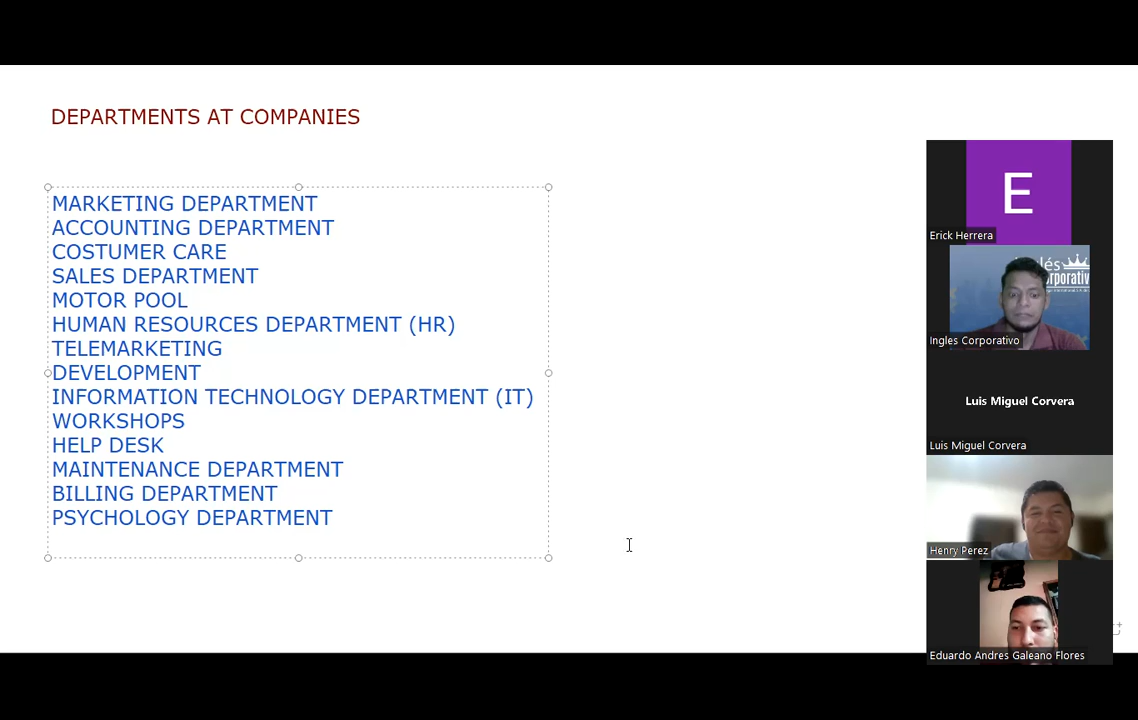 DEPARTMENTS AT COMPANIES
MARKETING DEPARTMENT
ACCOUNTING DEPARTMENT
COSTUMER CARE
SALES DEPARTMENT
MOTOR POOL
HUMAN RESOURCES DEPARTMENT (HR)
TELEMARKETING
DEVELOPMENT
INFORMATION TECHNOLOGY DEPARTMENT (IT)
WORKSHOPS
HELP DESK
MAINTENANCE DEPARTMENT
BILLING DEPARTMENT
PSYCHOLOGY DEPARTMENT
E
Erick Herrera
Ingles Corporativo
Luis Miguel Corvera
Luis Miguel Corvera
Henry Perez
Eduardo Andres Galeano Flores